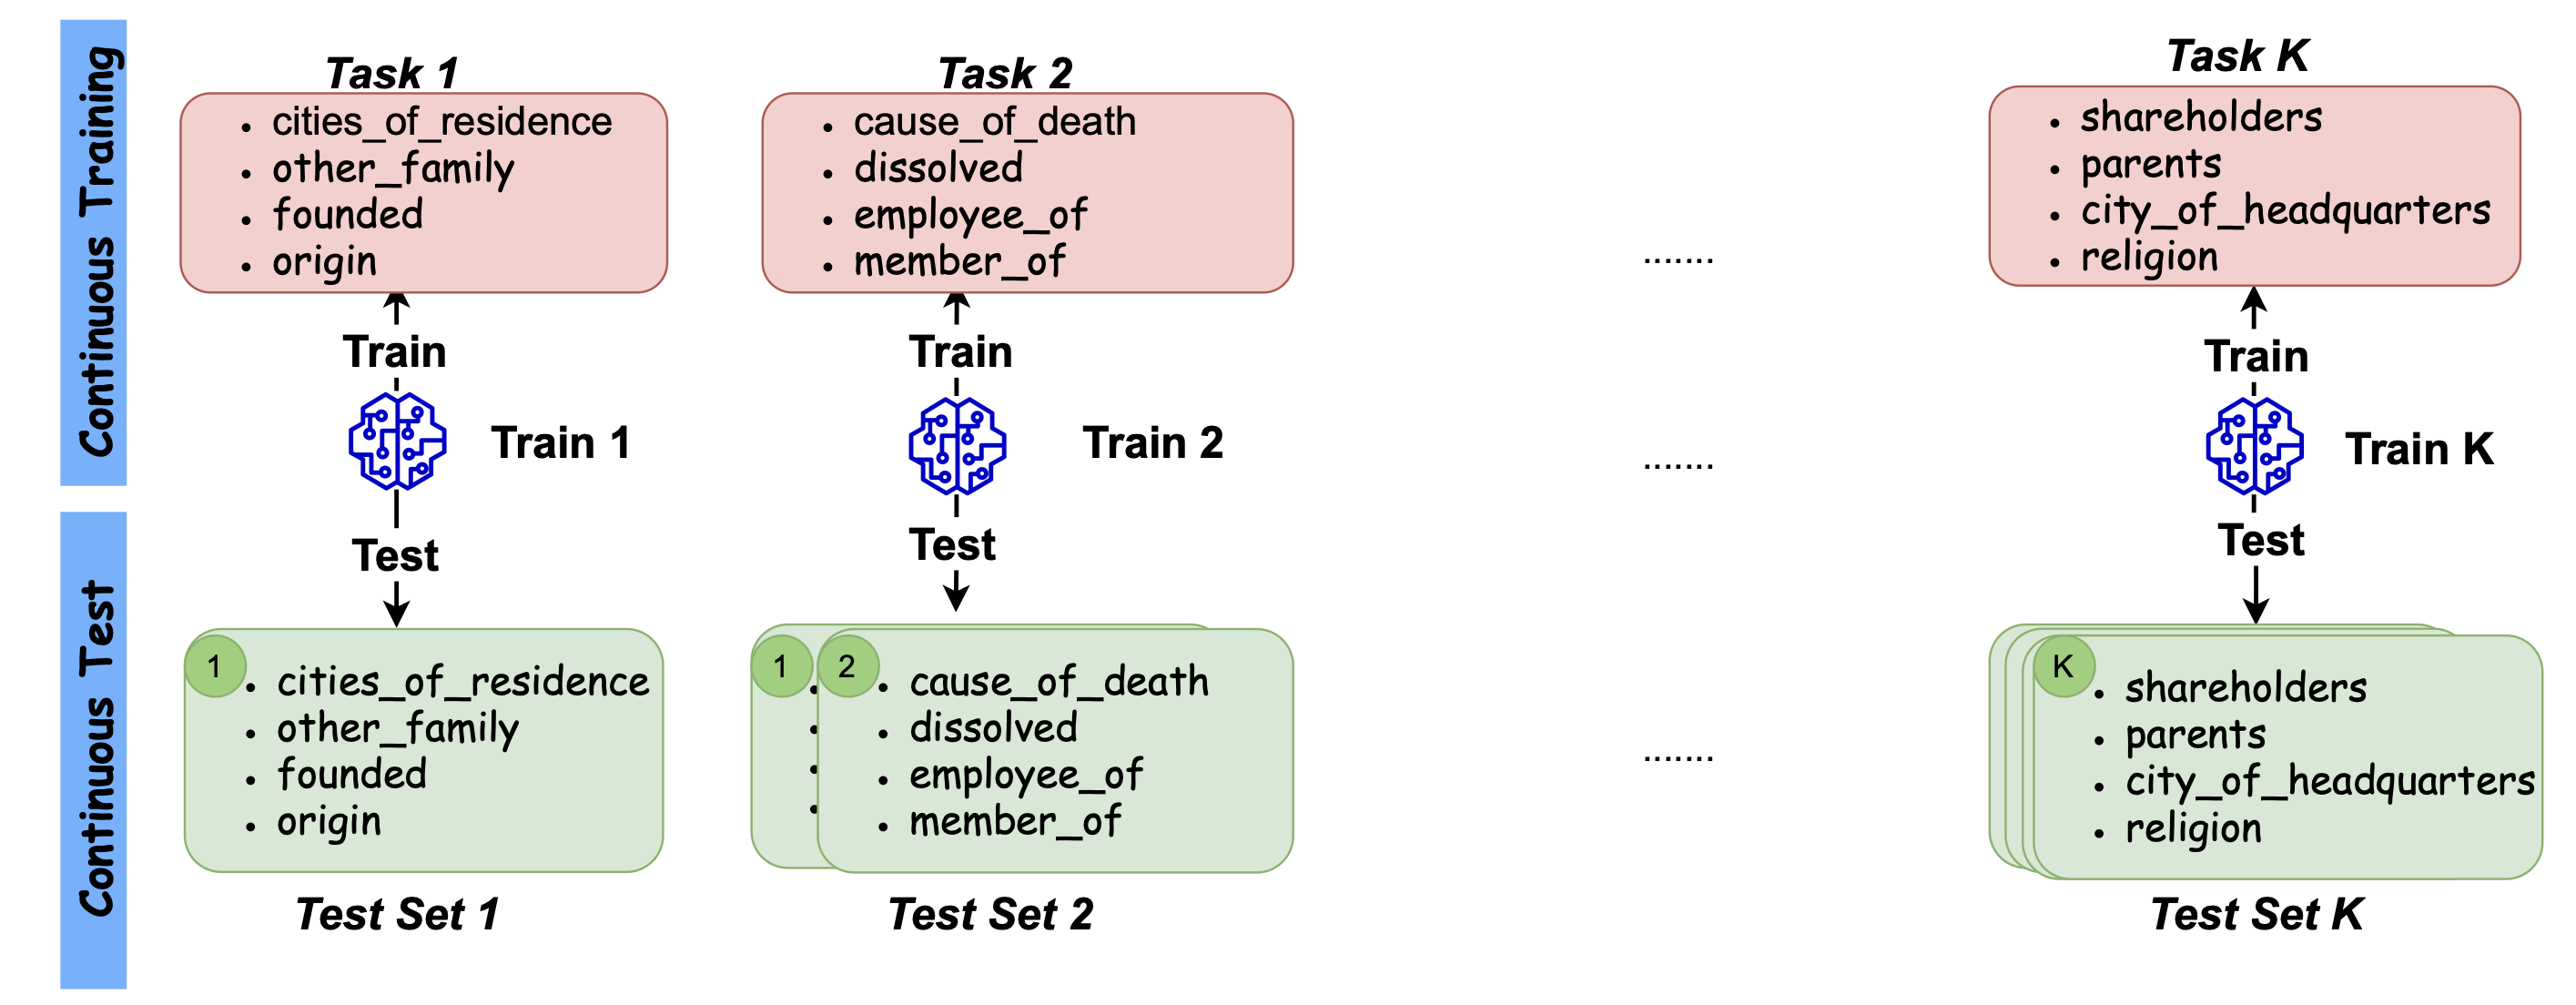 Continuous Training
Task 1
• cities_of_residence
• other_family
• founded
• origin
Train
Train 1
Task 2
• cause_of_death
• dissolved
• employee_of
• member_of
Train
Train 2
.......
.......
Task K
• shareholders
• parents
• city_of_headquarters
• religion
Train
Train K
Continuous Test
Test
1
• cities_of_residence
• other_family
• founded
• origin
Test Set 1
Test
1
2
• cause_of_death
• dissolved
• employee_of
• member_of
Test Set 2
.......
Test
K
• shareholders
• parents
• city_of_headquarters
• religion
Test Set K